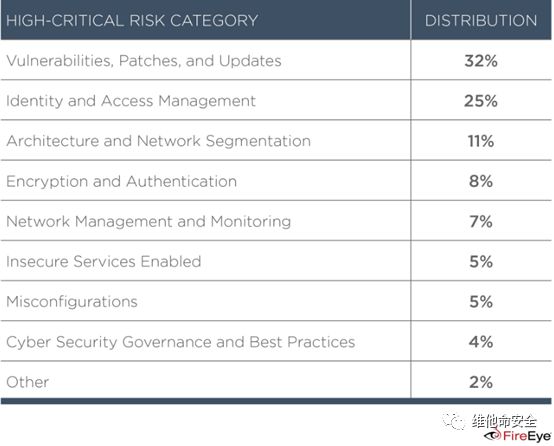 HIGH-CRITICAL RISK CATEGORY DISTRIBUTION
Vulnerabilities, Patches, and Updates 32%
Identity and Access Management 25%
Architecture and Network Segmentation 11%
Encryption and Authentication 8%
Network Management and Monitoring 7%
Insecure Services Enabled 5%
Misconfigurations 5%
Cyber Security Governance and Best Practices 4%
Other 2%
维他命安全
FireEye